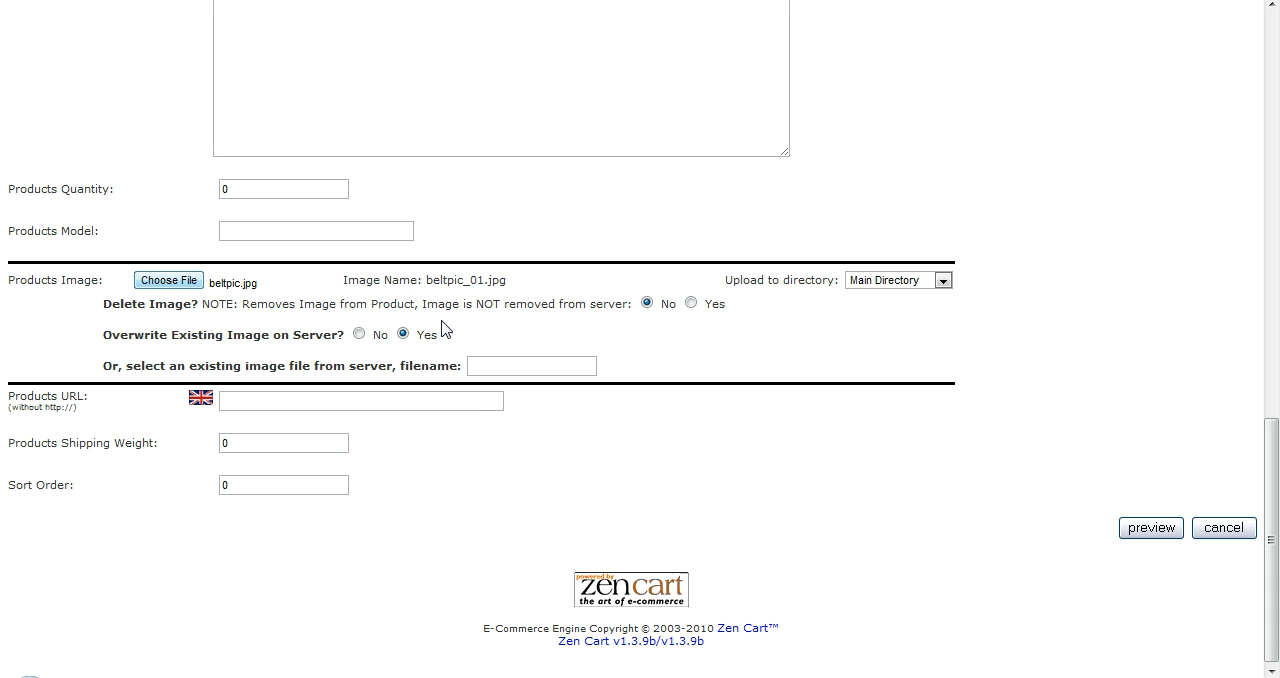 Products Quantity: 0
Products Model:
Products Image: Choose File beltpic.jpg Image Name: beltpic_01.jpg Upload to directory: Main Directory
Delete Image? NOTE: Removes Image from Product, Image is NOT removed from server: No Yes
Overwrite Existing Image on Server? No Yes
Or, select an existing image file from server, filename:
Products URL:
(without http://)
Products Shipping Weight: 0
Sort Order: 0
preview cancel
powered by
zen cart
the art of e-commerce
E-Commerce Engine Copyright © 2003-2010 Zen Cart™
Zen Cart v1.3.9b/v1.3.9b